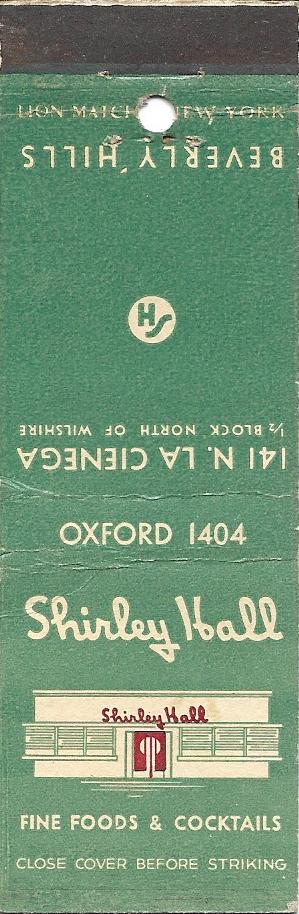 LION MATCH NEW YORK
BEVERLY HILLS
HS
141 N. LA CIENEGA
½ BLOCK NORTH OF WILSHIRE
OXFORD 1404
Shirley Hall
Shirley Hall
FINE FOODS & COCKTAILS
CLOSE COVER BEFORE STRIKING